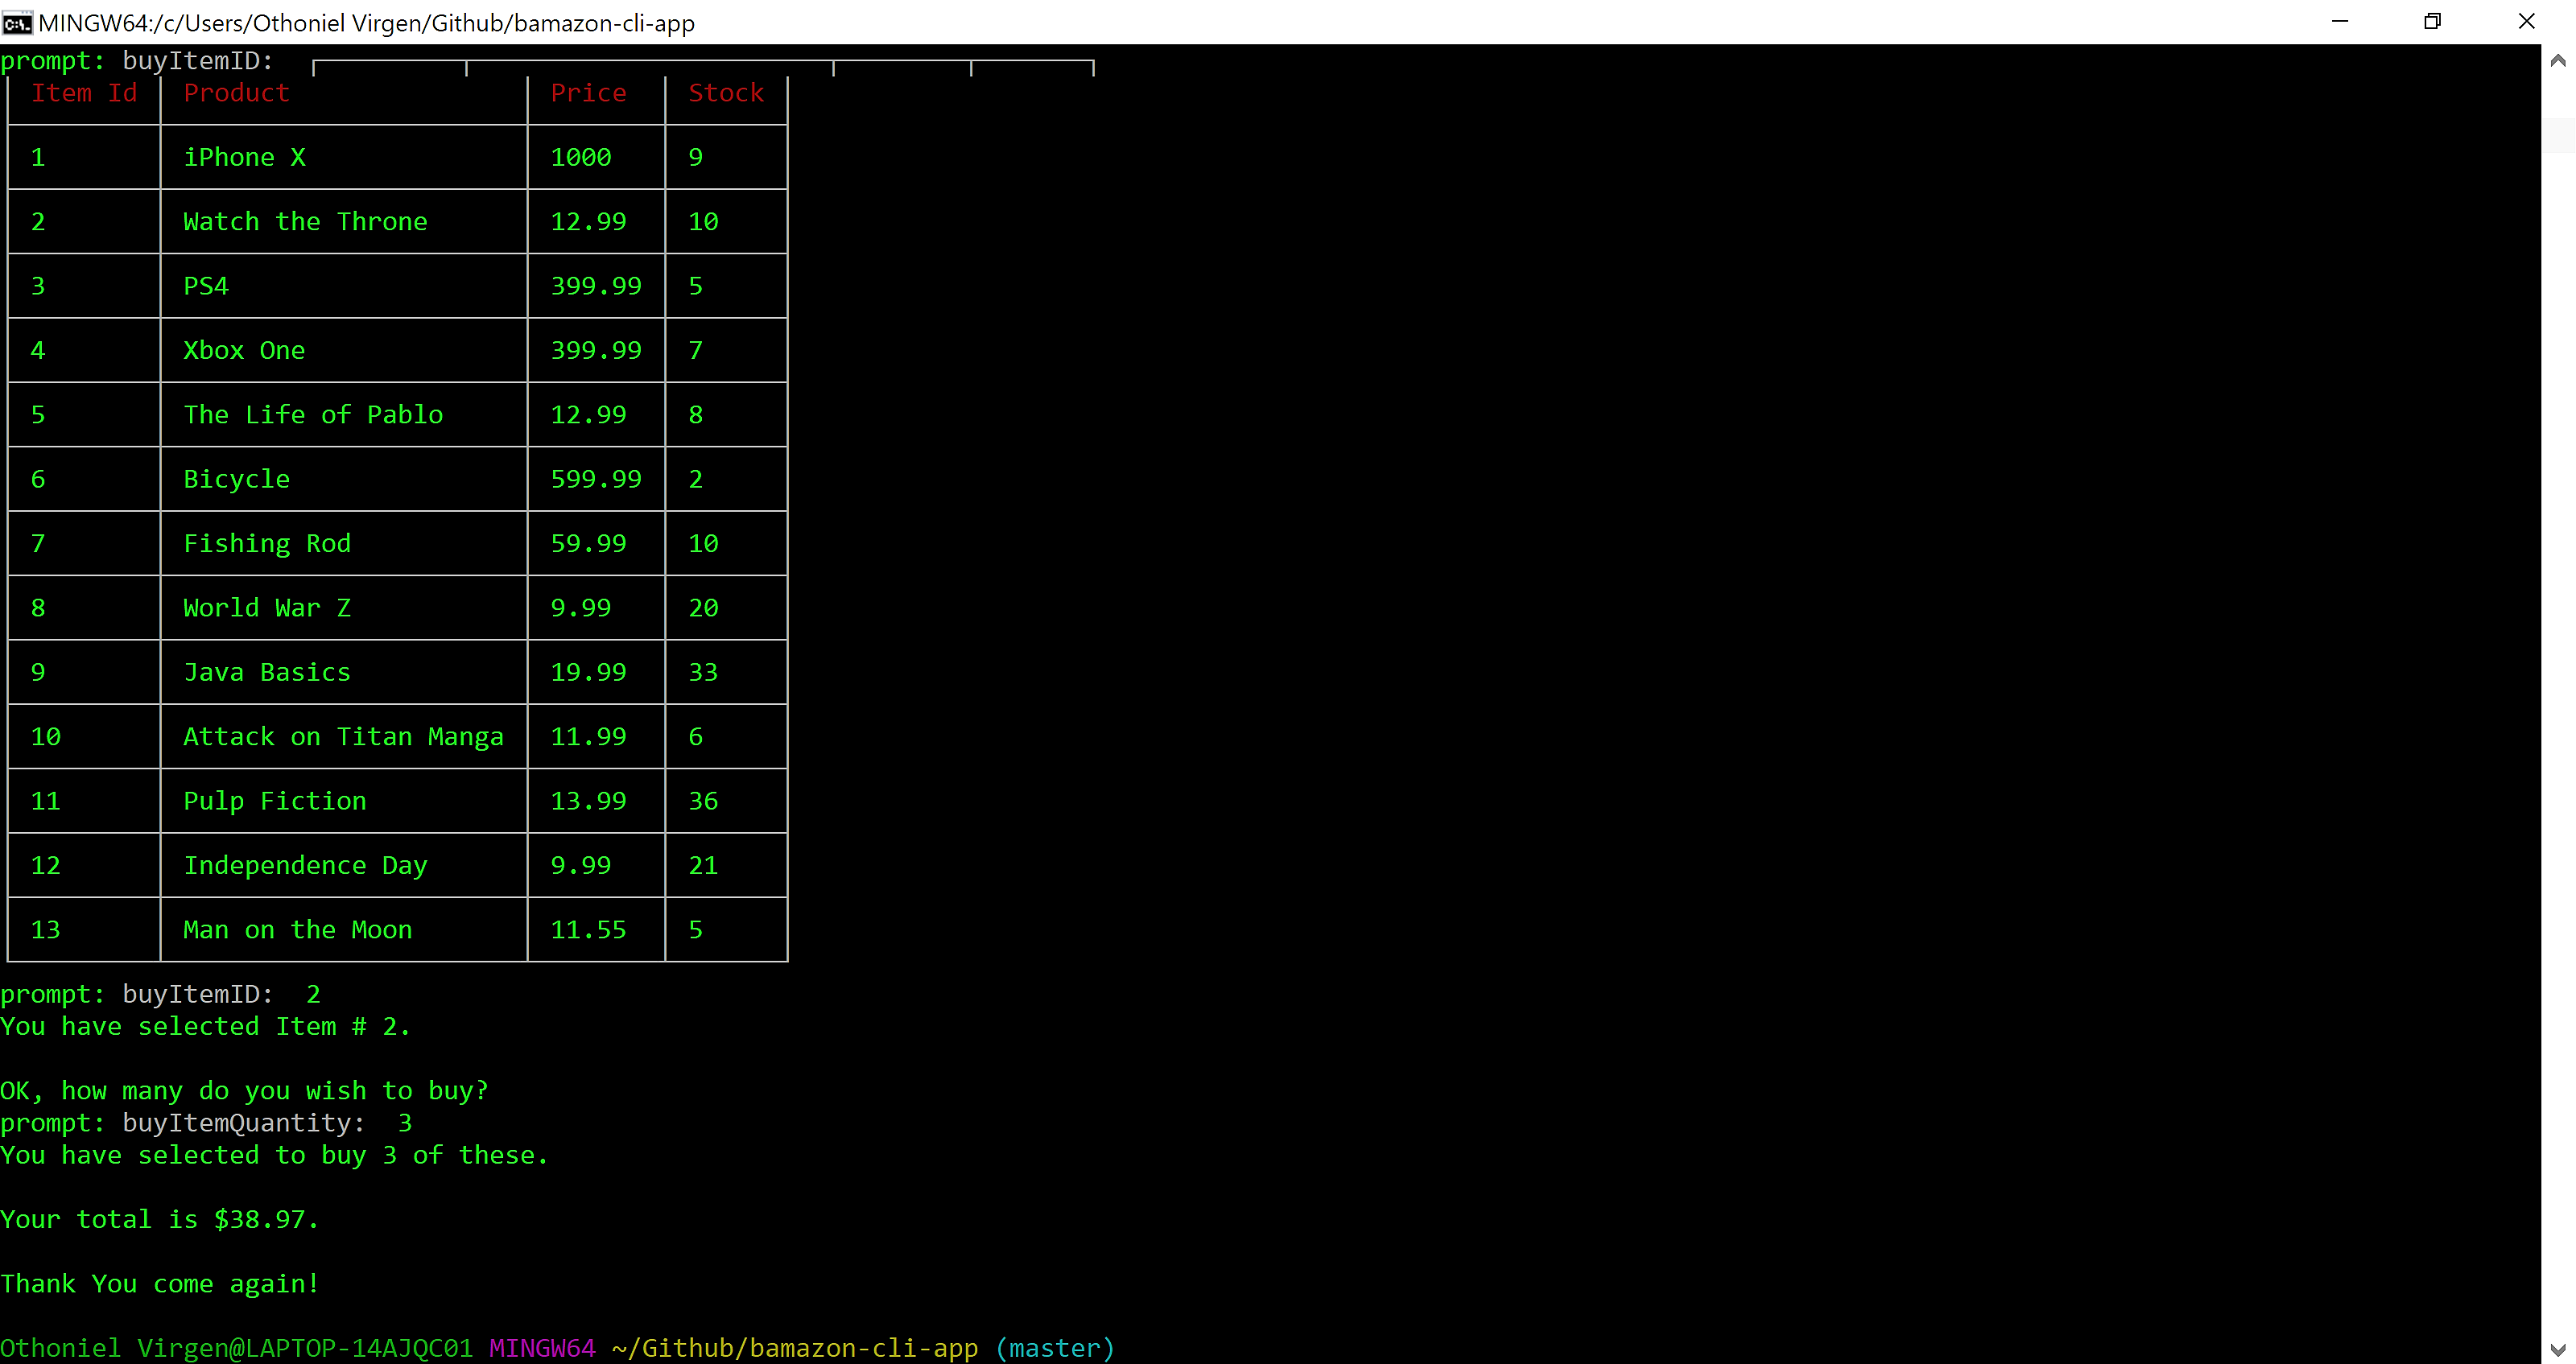 MINGW64:/c/Users/Othoniel Virgen/Github/bamazon-cli-app
prompt: buyItemID:
Item Id Product Price Stock
1 iPhone X 1000 9
2 Watch the Throne 12.99 10
3 PS4 399.99 5
4 Xbox One 399.99 7
5 The Life of Pablo 12.99 8
6 Bicycle 599.99 2
7 Fishing Rod 59.99 10
8 World War Z 9.99 20
9 Java Basics 19.99 33
10 Attack on Titan Manga 11.99 6
11 Pulp Fiction 13.99 36
12 Independence Day 9.99 21
13 Man on the Moon 11.55 5
prompt: buyItemID: 2
You have selected Item # 2.
OK, how many do you wish to buy?
prompt: buyItemQuantity: 3
You have selected to buy 3 of these.
Your total is $38.97.
Thank You come again!
Othoniel Virgen@LAPTOP-14AJQC01 MINGW64 ~/Github/bamazon-cli-app (master)